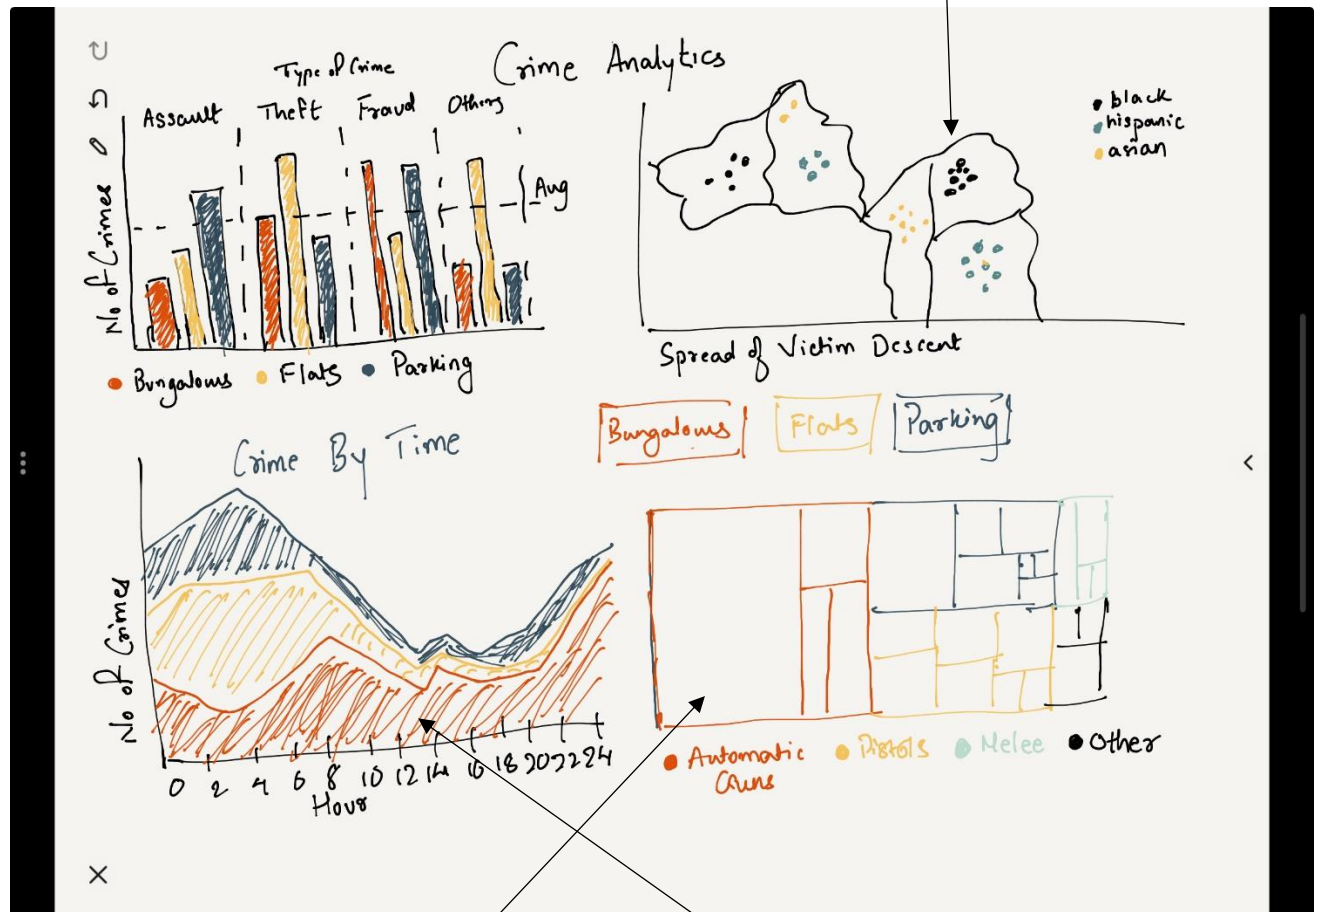 Crime Analytics
Type of Crime
Assault Theft Fraud Others
Avg
No of Crimes
Bungalows Flats Parking
black
hispanic
asian
Spread of Victim Descent
Bungalows Flats Parking
Crime By Time
No of Crimes
0 2 4 6 8 10 12 14 16 18 20 22 24
Hour
Automatic Guns Pistols Melee Other